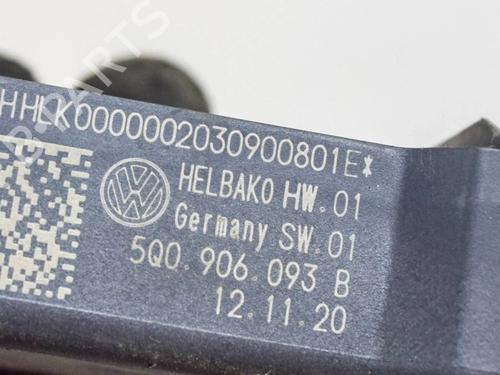 HHLK0000002030900801E*
HELBAKO HW.01
Germany SW.01
5Q0.906.093 B
12.11.20